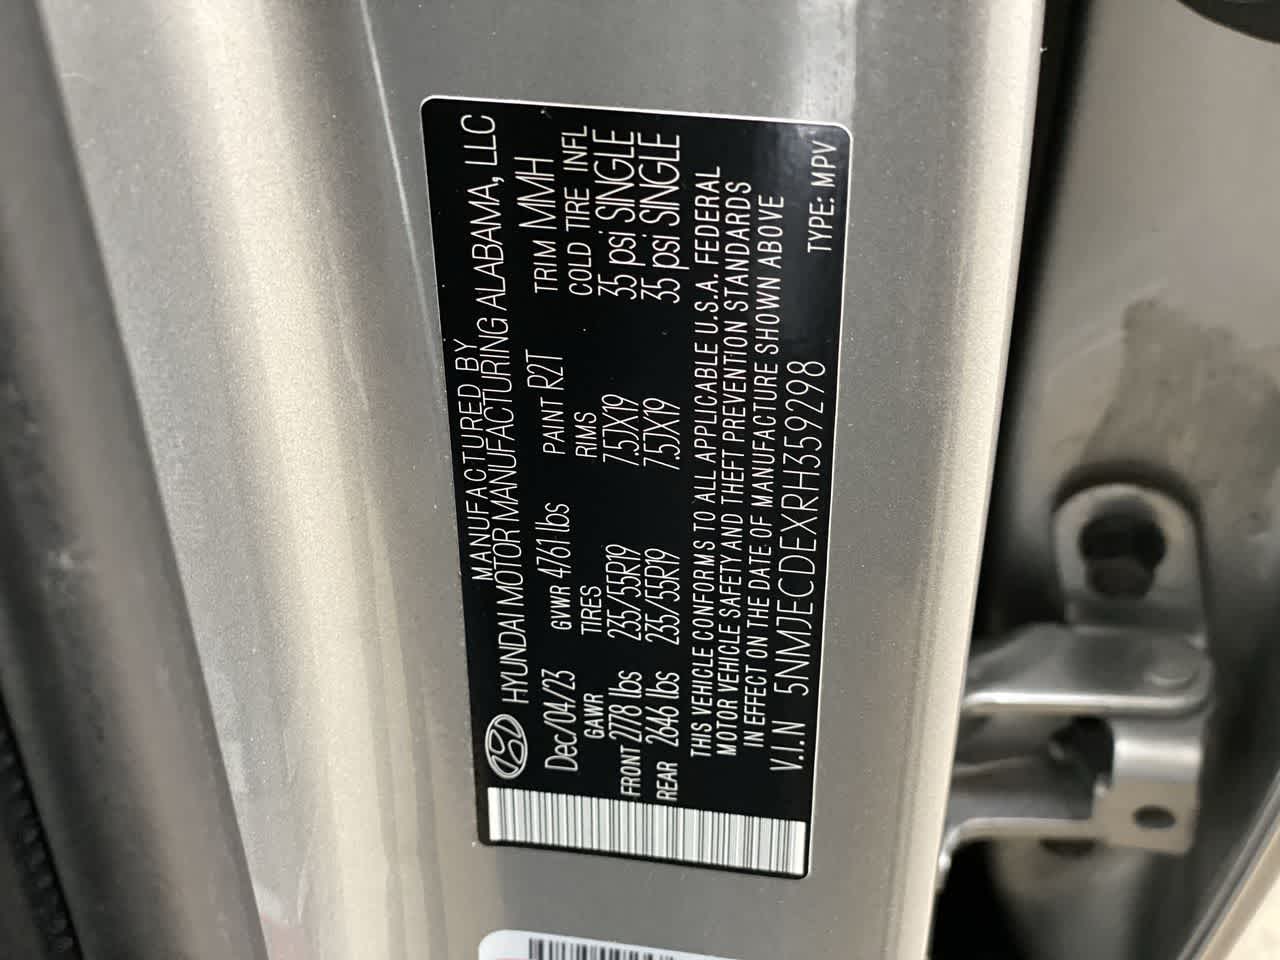 MANUFACTURED BY
HYUNDAI MOTOR MANUFACTURING ALABAMA, LLC
Dec/04/23 GVWR 4761 lbs PAINT R2T TRIM MMH
GAWR TIRES RIMS COLD TIRE INFL
FRONT 2778 lbs 235/55R19 7.5JX19 35 psi SINGLE
REAR 2646 lbs 235/55R19 7.5JX19 35 psi SINGLE
THIS VEHICLE CONFORMS TO ALL APPLICABLE U.S.A. FEDERAL
MOTOR VEHICLE SAFETY AND THEFT PREVENTION STANDARDS
IN EFFECT ON THE DATE OF MANUFACTURE SHOWN ABOVE
V.I.N 5NMJECDEXRH359298 TYPE: MPV